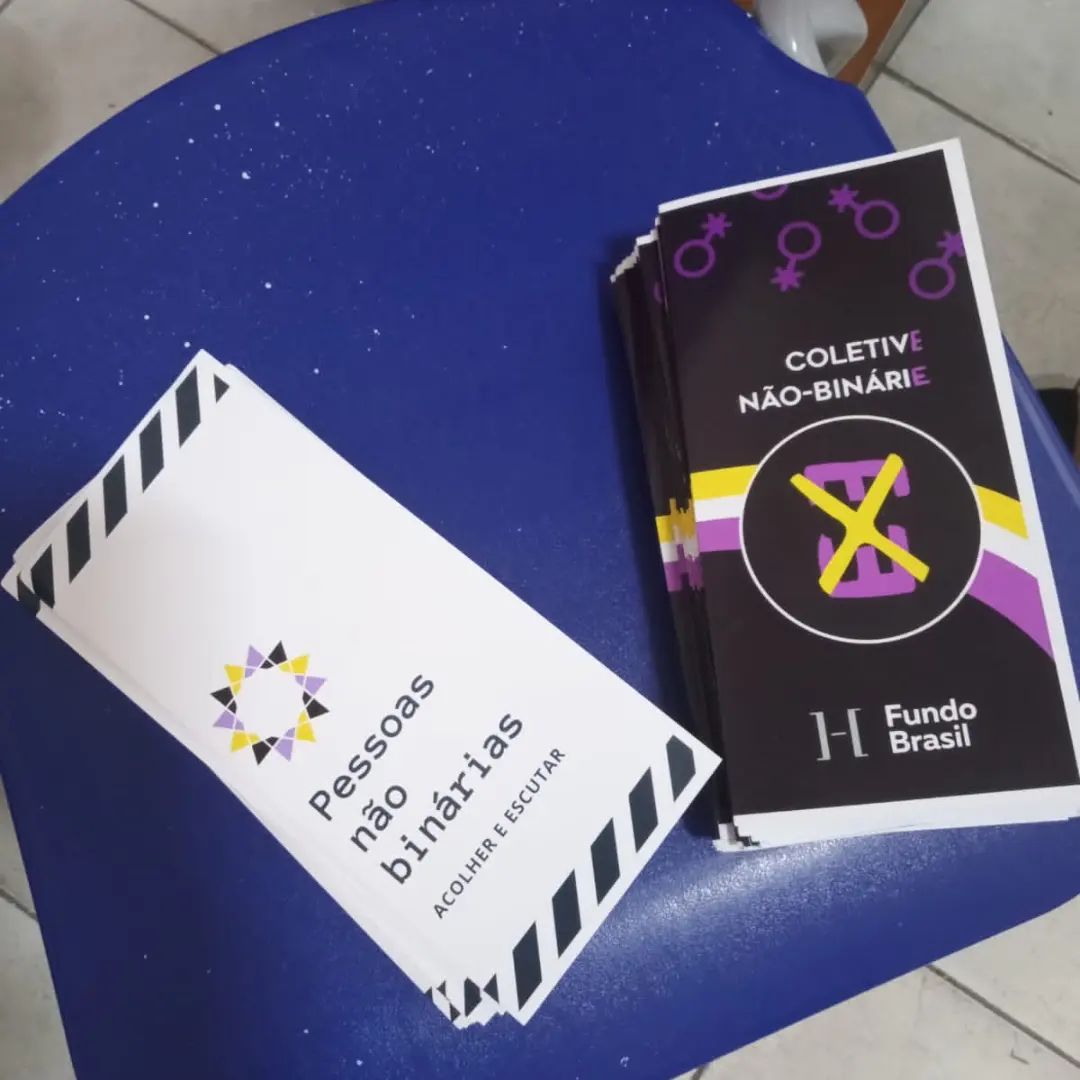 Pessoas
não
binárias
ACOLHER E ESCUTAR
COLETIVE
NÃO-BINÁRIE
Fundo
Brasil